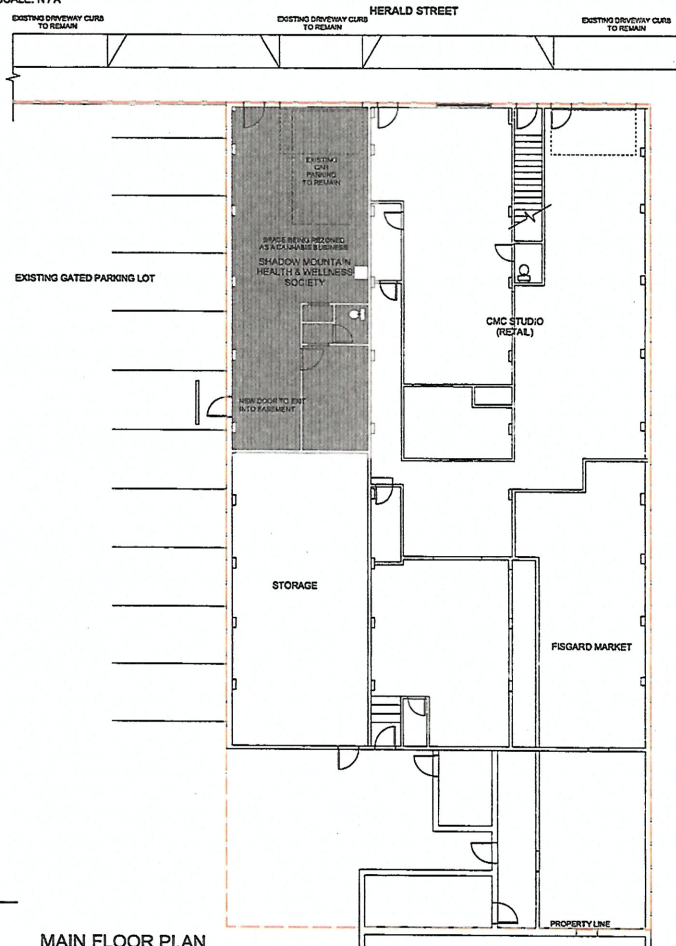 SCALE: N / A
HERALD STREET
EXISTING DRIVEWAY CURB
TO REMAIN
EXISTING DRIVEWAY CURB
TO REMAIN
EXISTING DRIVEWAY CURB
TO REMAIN
EXISTING
CAR
PARKING
TO REMAIN
SPACE BEING REZONED
AS A CANNABIS BUSINESS
SHADOW MOUNTAIN
HEALTH & WELLNESS
SOCIETY
EXISTING GATED PARKING LOT
CMC STUDIO
(RETAIL)
NEW DOOR TO EXIT
INTO EASEMENT
STORAGE
FISGARD MARKET
PROPERTY LINE
MAIN FLOOR PLAN